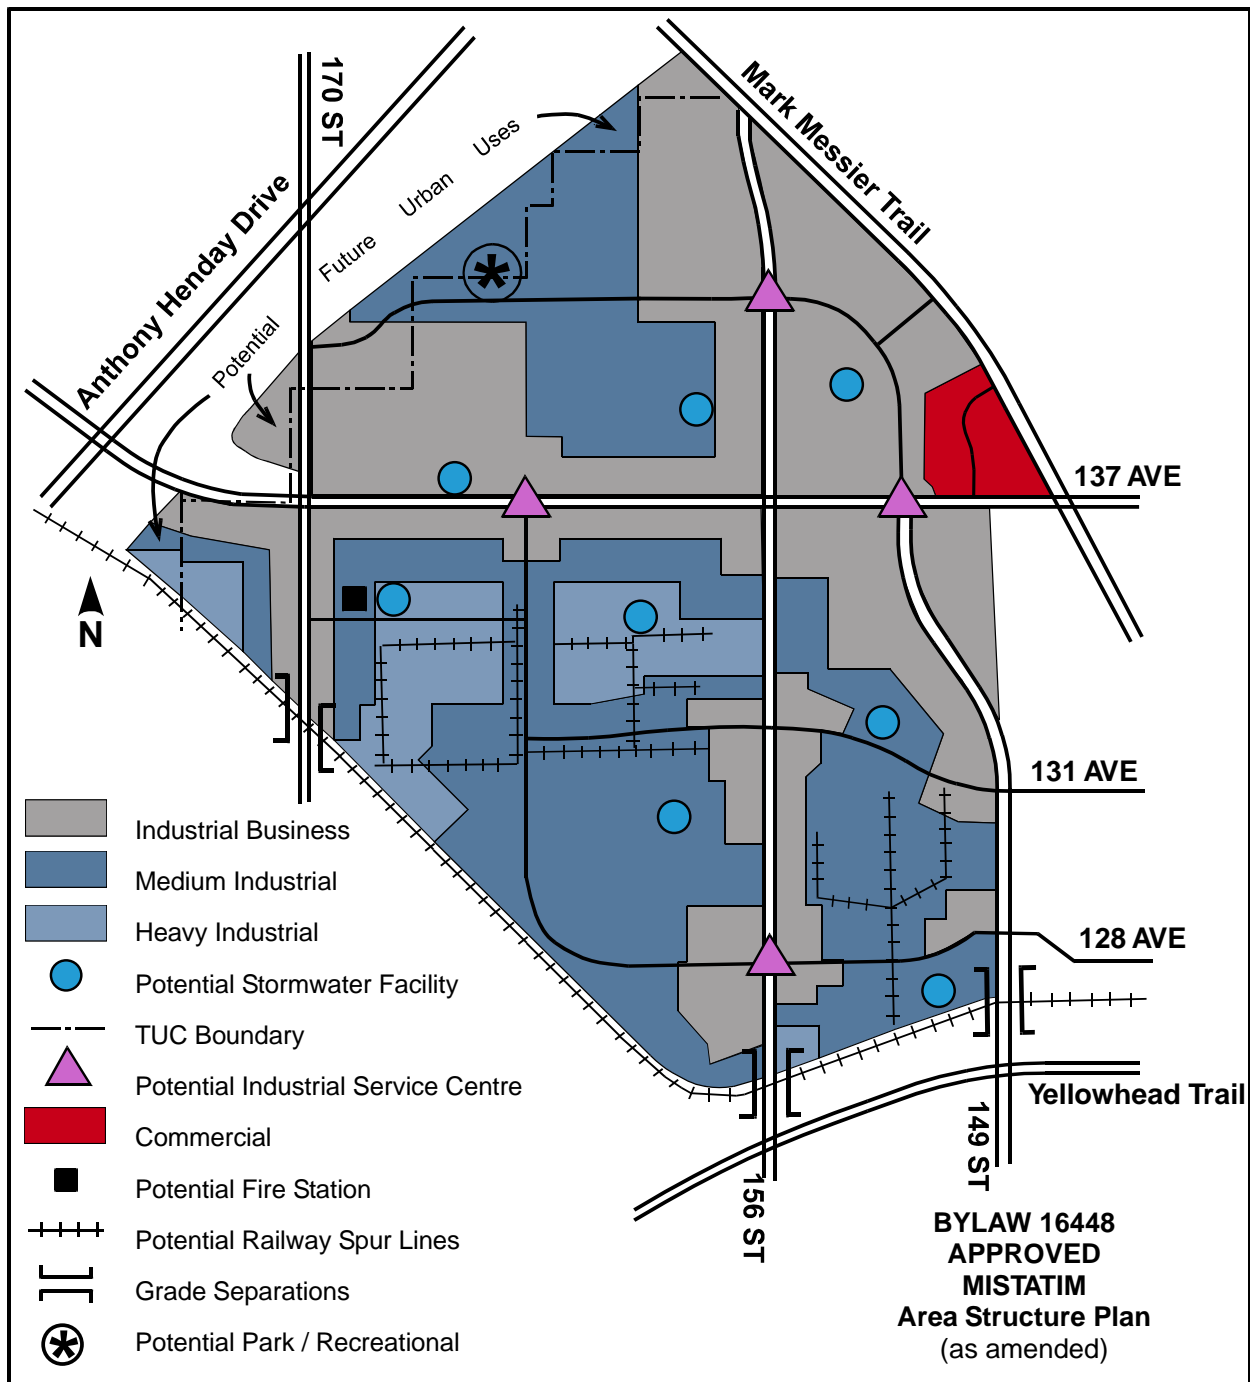 170 ST
Mark Messier Trail
Anthony Henday Drive
Potential Future Urban Uses
137 AVE
N
131 AVE
128 AVE
Yellowhead Trail
149 ST
156 ST
Industrial Business
Medium Industrial
Heavy Industrial
Potential Stormwater Facility
TUC Boundary
Potential Industrial Service Centre
Commercial
Potential Fire Station
Potential Railway Spur Lines
Grade Separations
Potential Park / Recreational
BYLAW 16448
APPROVED
MISTATIM
Area Structure Plan
(as amended)